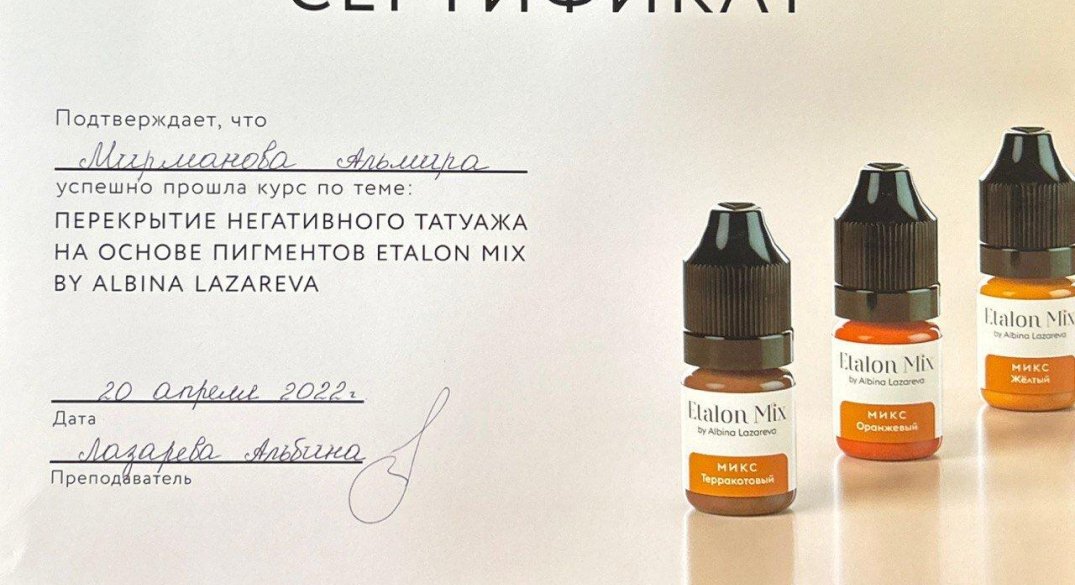 СЕРТИФИКАТ
Подтверждает, что
Мирманова Альмира
успешно прошла курс по теме:
ПЕРЕКРЫТИЕ НЕГАТИВНОГО ТАТУАЖА
НА ОСНОВЕ ПИГМЕНТОВ ETALON MIX
BY ALBINA LAZAREVA
20 апреля 2022г
Дата
Лазарева Альбина
Преподаватель
Etalon Mix
by Albina Lazareva
МИКС
Терракотовый
Etalon Mix
by Albina Lazareva
МИКС
Оранжевый
Etalon Mix
by Albina Lazareva
МИКС
Жёлтый